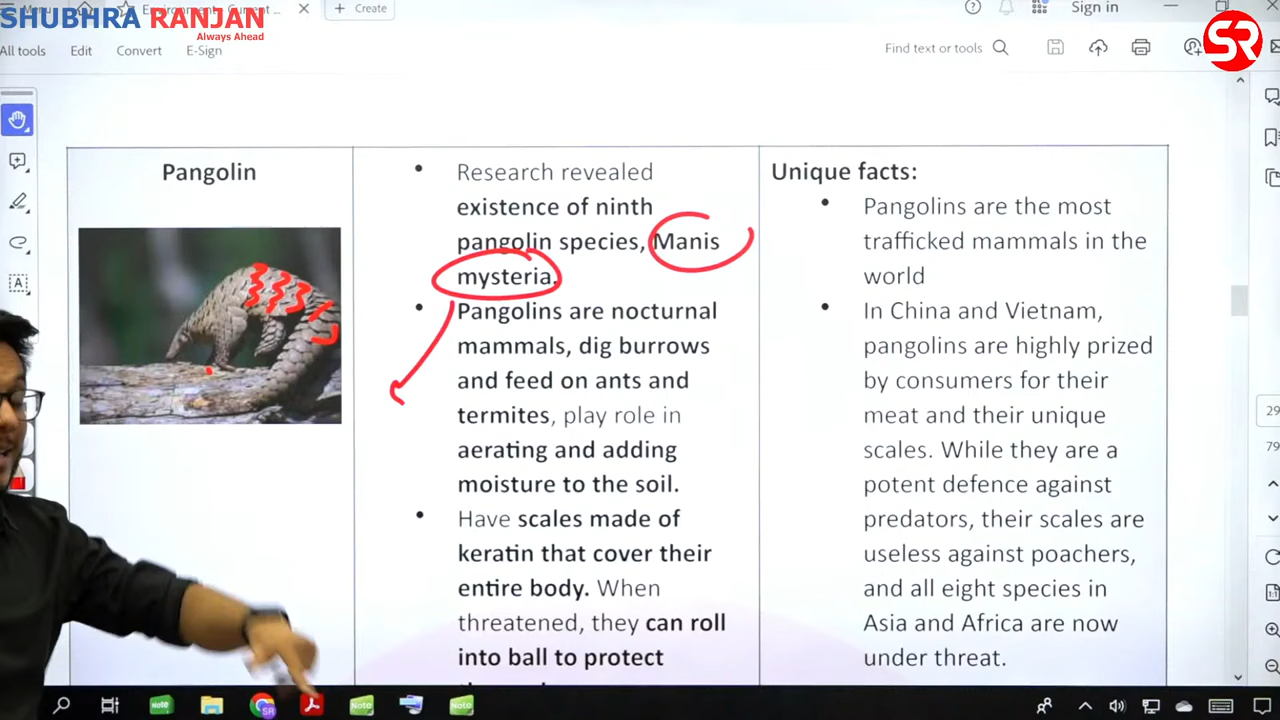 SHUBHRA RANJAN
Always Ahead
Create
Sign in
All tools
Edit
Convert
E-Sign
Find text or tools
Pangolin
• Research revealed
existence of ninth
pangolin species, Manis
mysteria.
• Pangolins are nocturnal
mammals, dig burrows
and feed on ants and
termites, play role in
aerating and adding
moisture to the soil.
• Have scales made of
keratin that cover their
entire body. When
threatened, they can roll
into ball to protect
Unique facts:
• Pangolins are the most
trafficked mammals in the
world
• In China and Vietnam,
pangolins are highly prized
by consumers for their
meat and their unique
scales. While they are a
potent defence against
predators, their scales are
useless against poachers,
and all eight species in
Asia and Africa are now
under threat.
SR
29
79
Note
SR
Note
Note